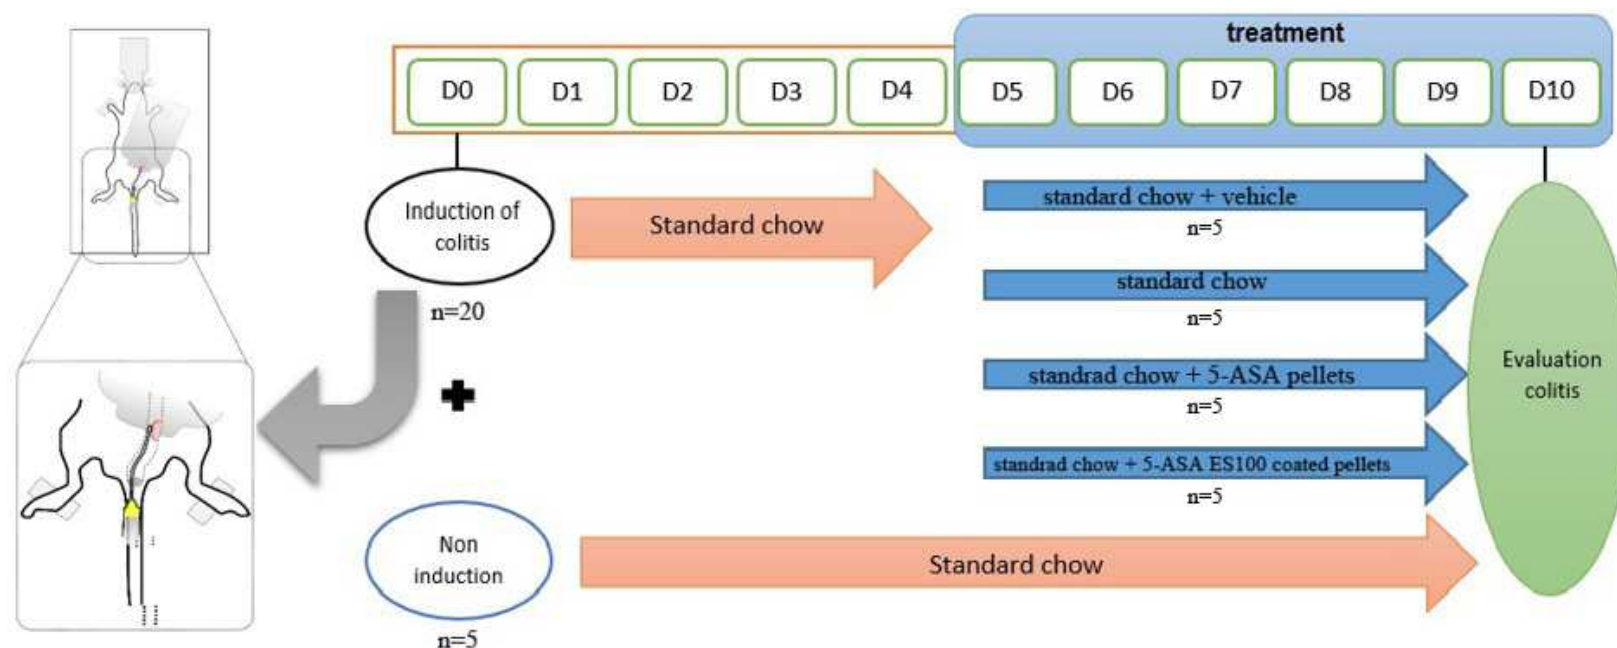 treatment
D0 D1 D2 D3 D4 D5 D6 D7 D8 D9 D10
Induction of
colitis
n=20
Standard chow
standard chow + vehicle
n=5
standard chow
n=5
standrad chow + 5-ASA pellets
n=5
standrad chow + 5-ASA ES100 coated pellets
n=5
Evaluation
colitis
Non
induction
n=5
Standard chow